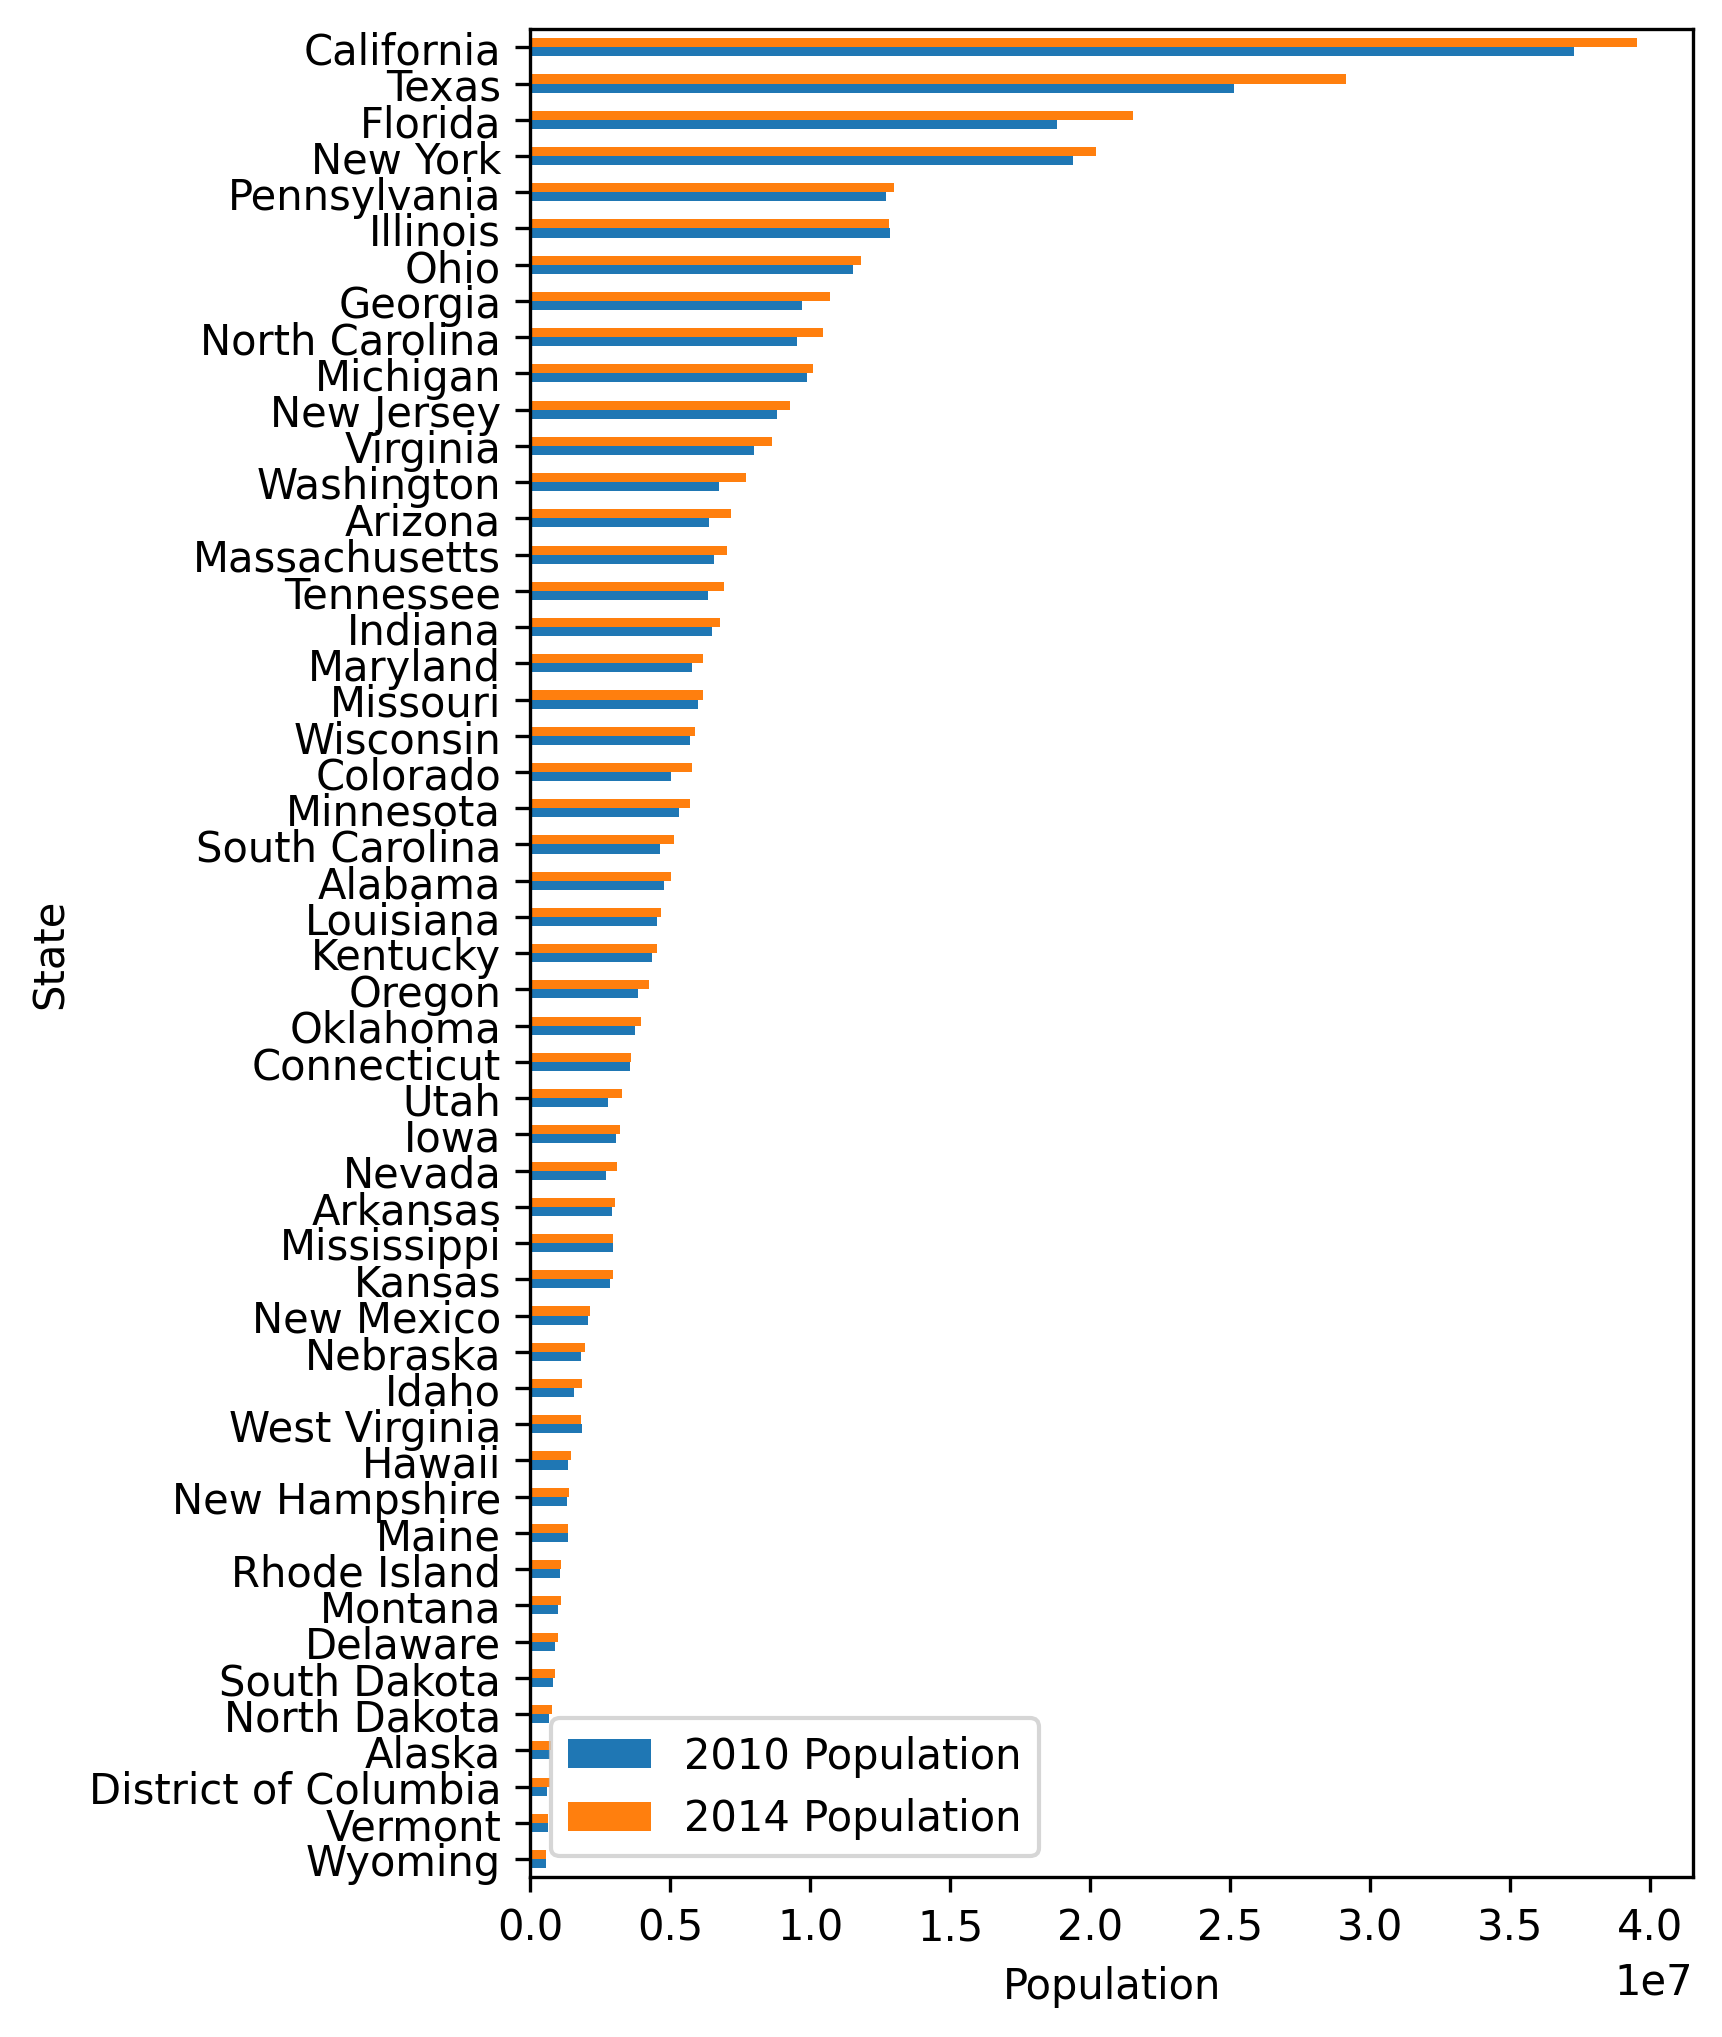 State
California
Texas
Florida
New York
Pennsylvania
Illinois
Ohio
Georgia
North Carolina
Michigan
New Jersey
Virginia
Washington
Arizona
Massachusetts
Tennessee
Indiana
Maryland
Missouri
Wisconsin
Colorado
Minnesota
South Carolina
Alabama
Louisiana
Kentucky
Oregon
Oklahoma
Connecticut
Utah
Iowa
Nevada
Arkansas
Mississippi
Kansas
New Mexico
Nebraska
Idaho
West Virginia
Hawaii
New Hampshire
Maine
Rhode Island
Montana
Delaware
South Dakota
North Dakota
Alaska
District of Columbia
Vermont
Wyoming
2010 Population
2014 Population
0.0 0.5 1.0 1.5 2.0 2.5 3.0 3.5 4.0
1e7
Population